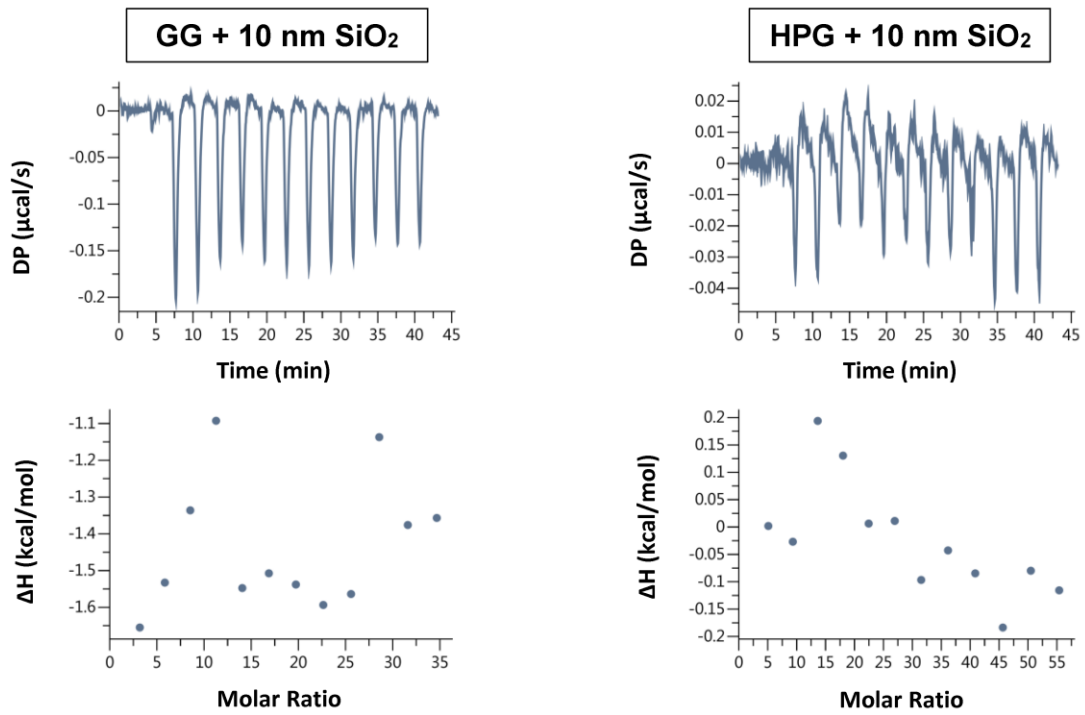 GG + 10 nm SiO₂
HPG + 10 nm SiO₂
DP (µcal/s)
0
-0.05
-0.1
-0.15
-0.2
0 5 10 15 20 25 30 35 40 45
Time (min)
DP (µcal/s)
0.02
0.01
0
-0.01
-0.02
-0.03
-0.04
0 5 10 15 20 25 30 35 40 45
Time (min)
ΔH (kcal/mol)
-1.1
-1.2
-1.3
-1.4
-1.5
-1.6
0 5 10 15 20 25 30 35
Molar Ratio
ΔH (kcal/mol)
0.2
0.15
0.1
0.05
0
-0.05
-0.1
-0.15
-0.2
0 5 10 15 20 25 30 35 40 45 50 55
Molar Ratio